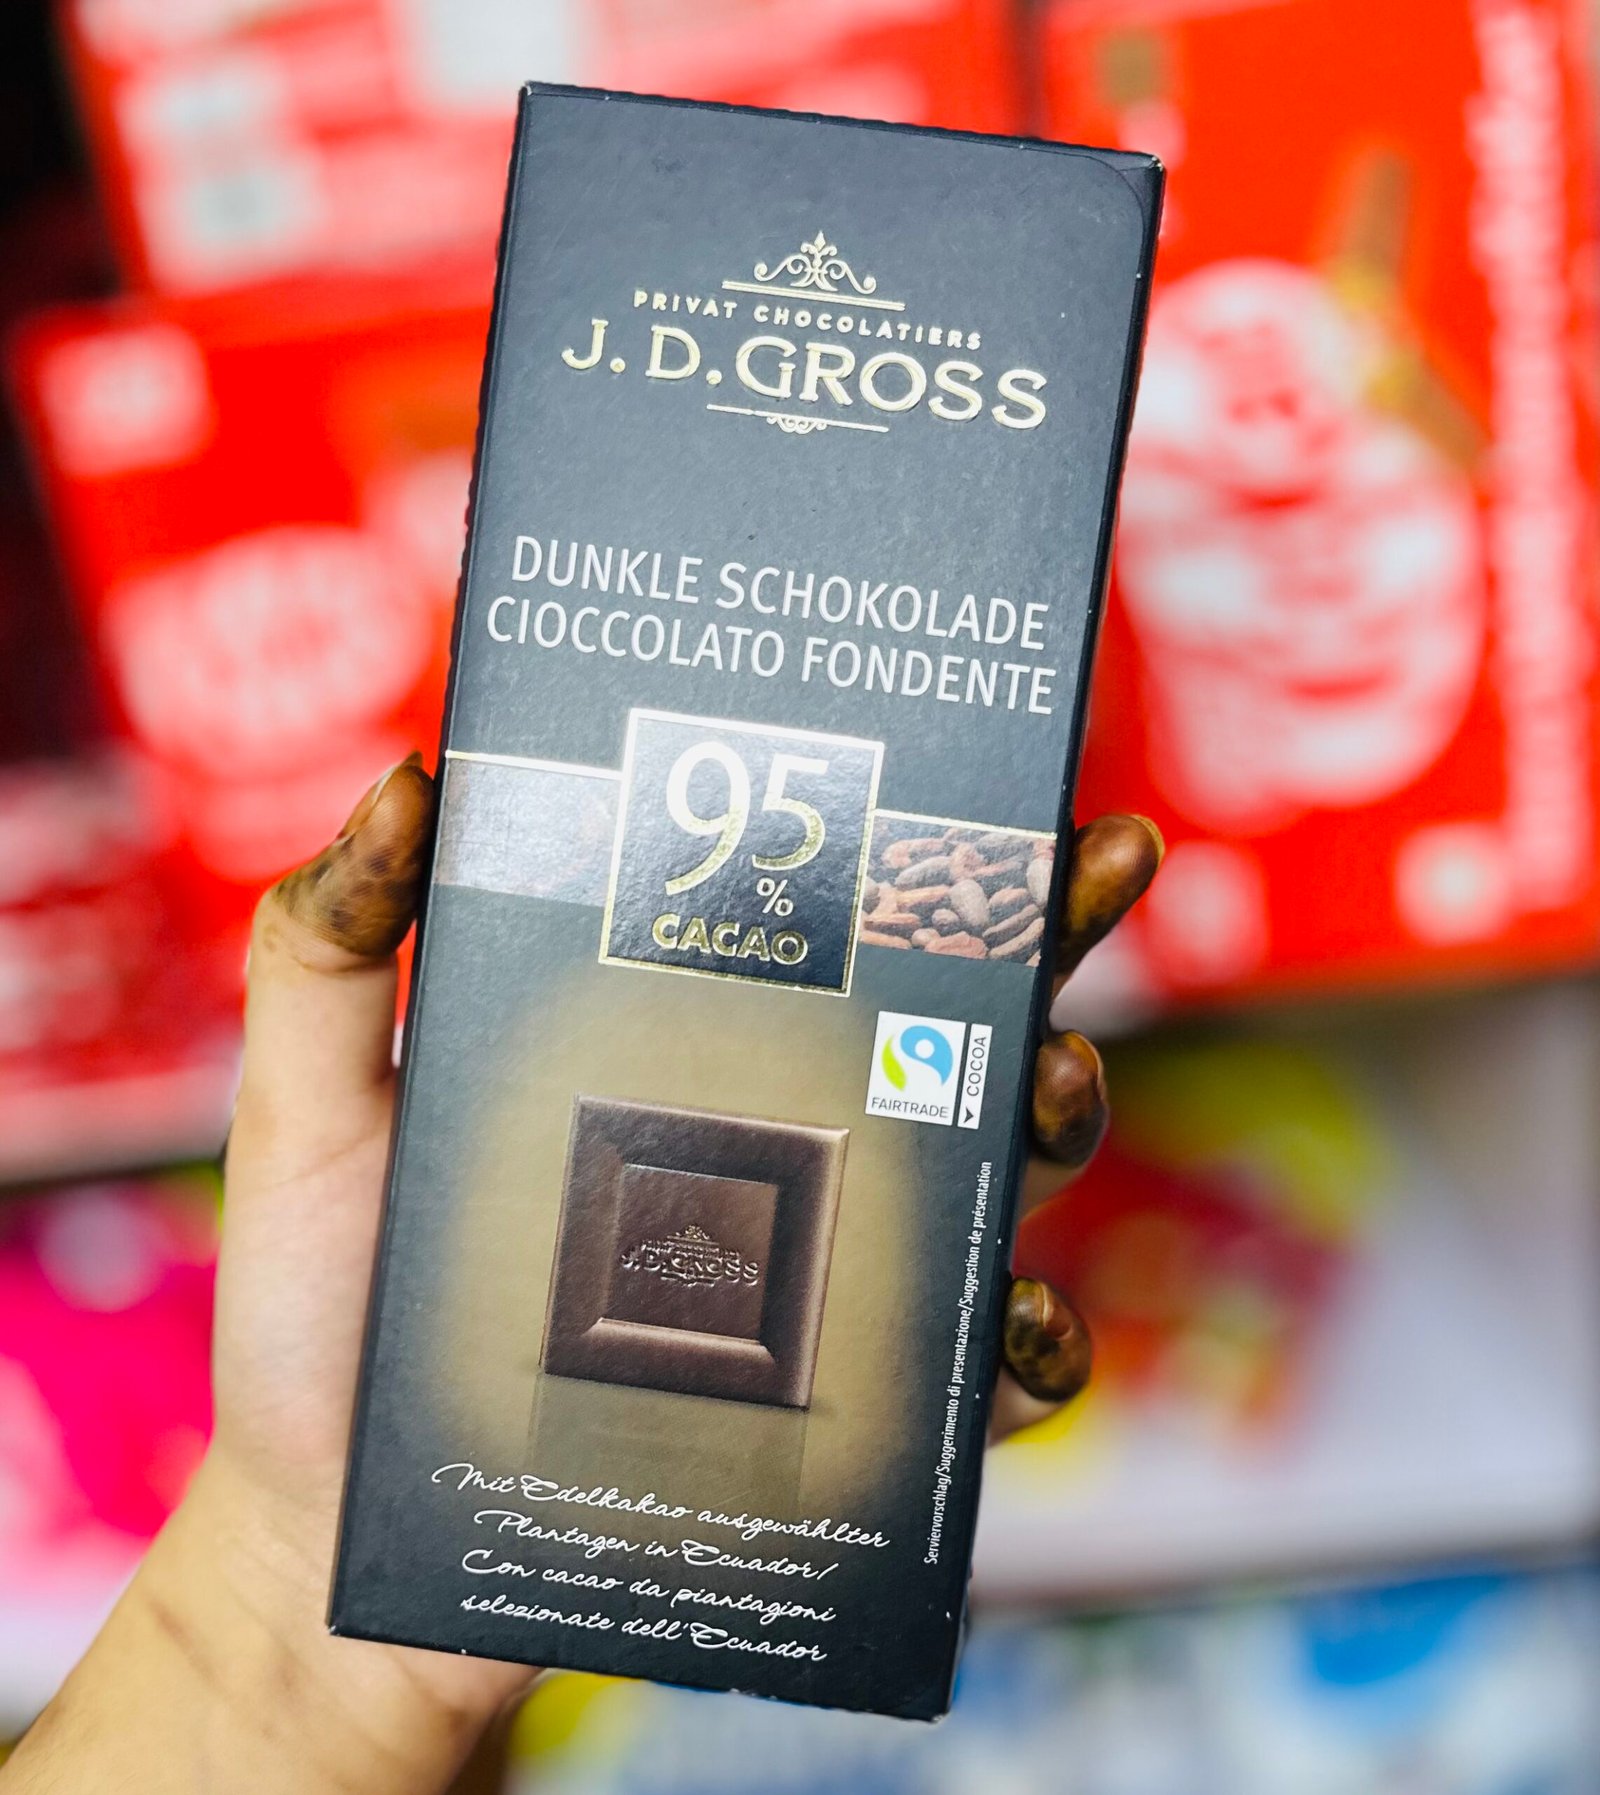 PRIVAT CHOCOLATIERS
J. D. GROSS
DUNKLE SCHOKOLADE
CIOCCOLATO FONDENTE
95
%
CACAO
FAIRTRADE
COCOA
J. D. GROSS
Serviervorschlag/Suggerimento di presentazione/Suggestion de présentation
Mit Edelkakao ausgewählter
Plantagen in Ecuador/
Con cacao da piantagioni
selezionate dell'Ecuador